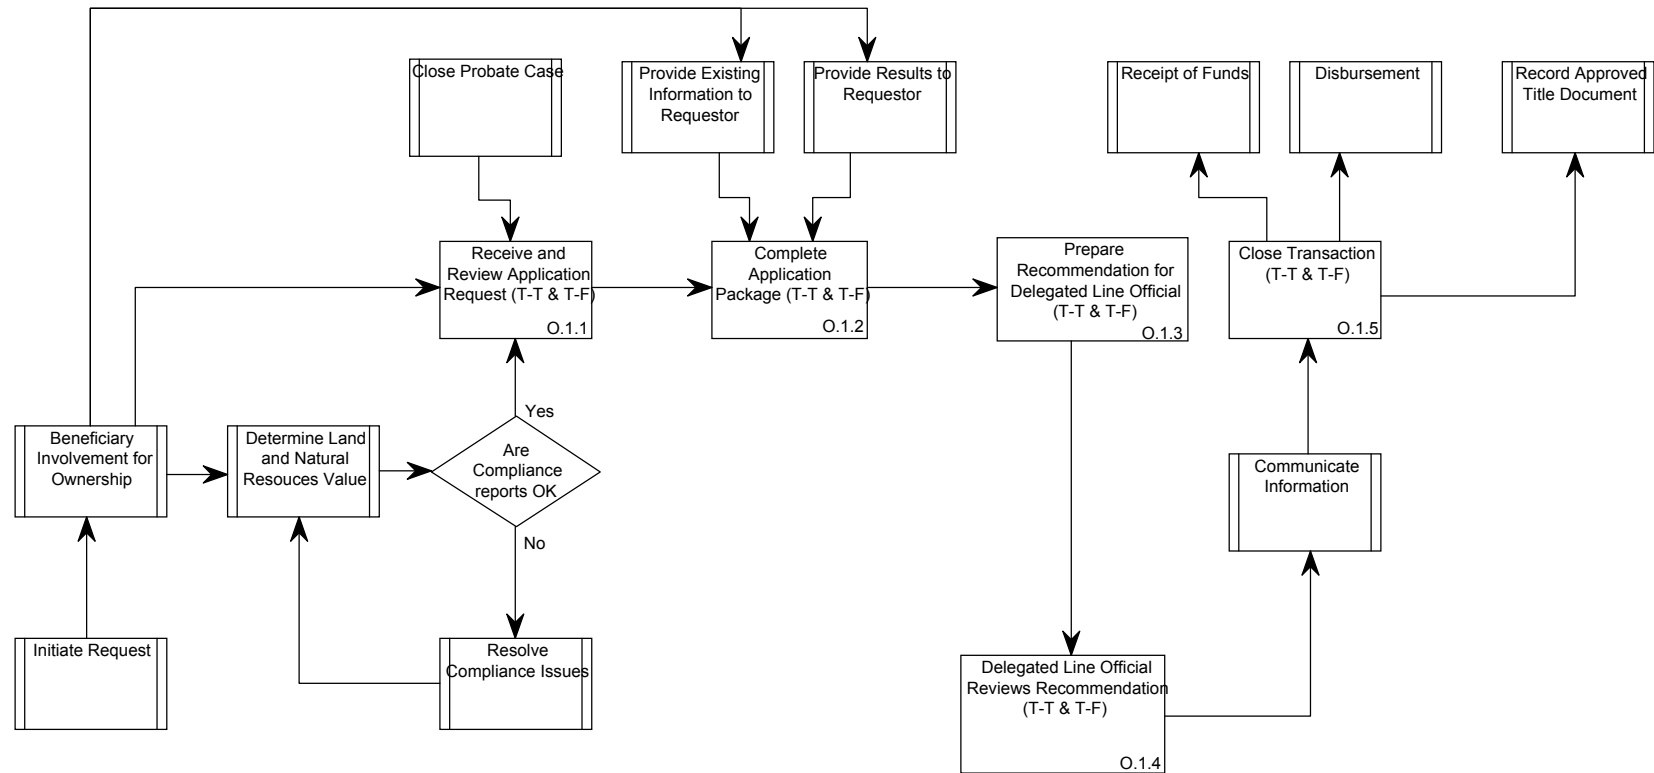 Close Probate Case
Provide Existing
Information to
Requestor
Provide Results to
Requestor
Receipt of Funds
Disbursement
Record Approved
Title Document
Receive and
Review Application
Request (T-T & T-F)
O.1.1
Complete
Application
Package (T-T & T-F)
O.1.2
Prepare
Recommendation for
Delegated Line Official
(T-T & T-F)
O.1.3
Close Transaction
(T-T & T-F)
O.1.5
Beneficiary
Involvement for
Ownership
Determine Land
and Natural
Resouces Value
Yes
Are
Compliance
reports OK
No
Communicate
Information
Initiate Request
Resolve
Compliance Issues
Delegated Line Official
Reviews Recommendation
(T-T & T-F)
O.1.4